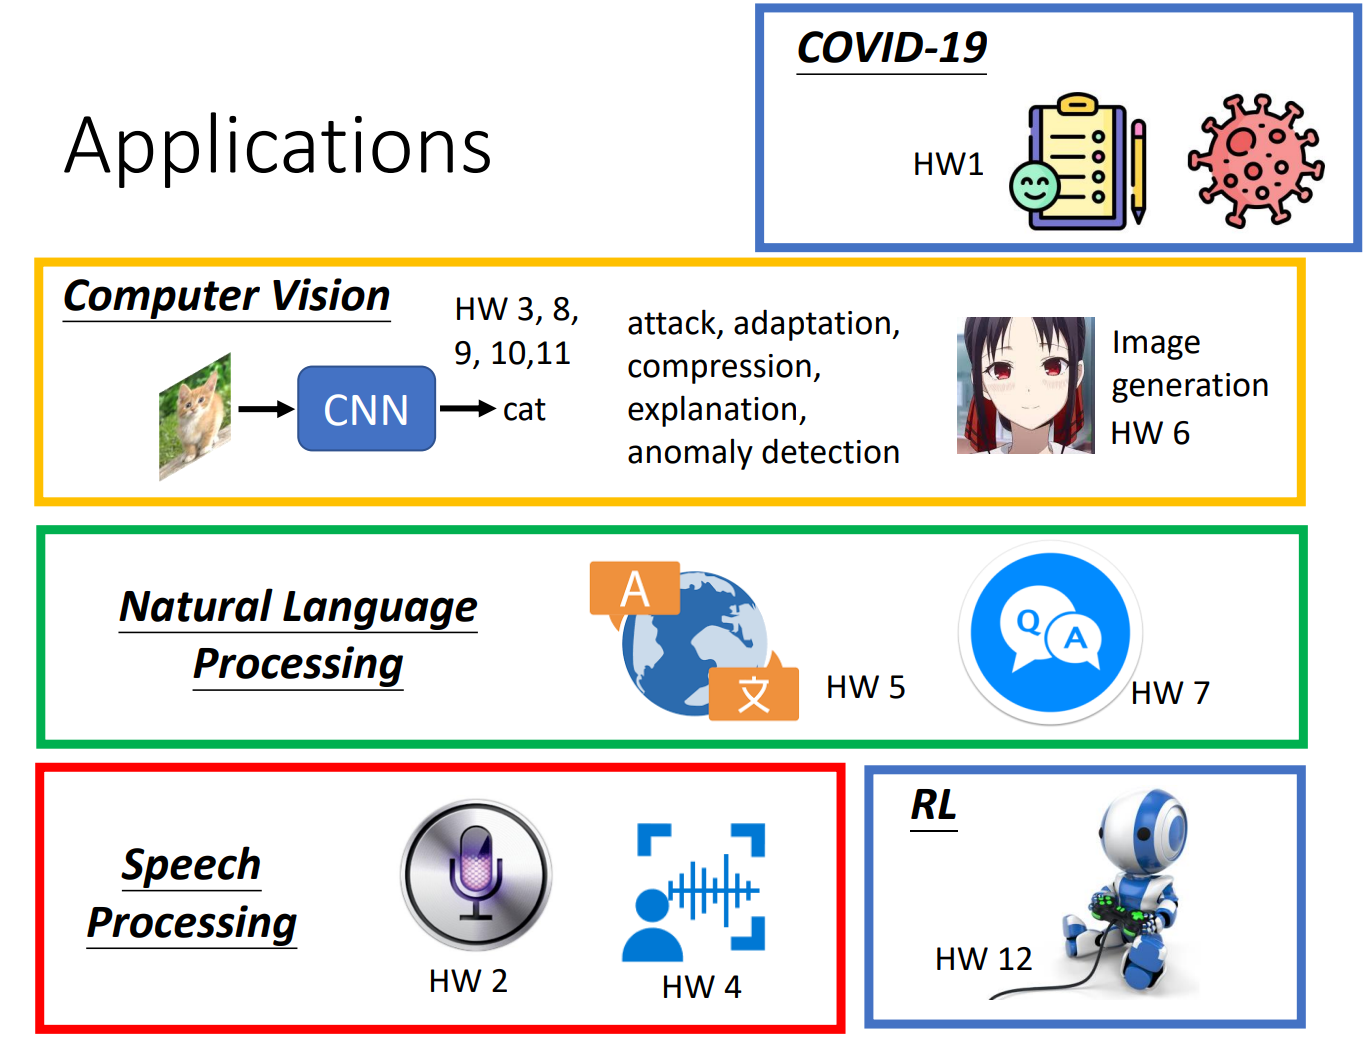 Applications
COVID-19
HW1
Computer Vision
CNN
cat
HW 3, 8,
9, 10,11
attack, adaptation,
compression,
explanation,
anomaly detection
Image
generation
HW 6
Natural Language
Processing
A
文
HW 5
Q
A
HW 7
Speech
Processing
HW 2
HW 4
RL
HW 12